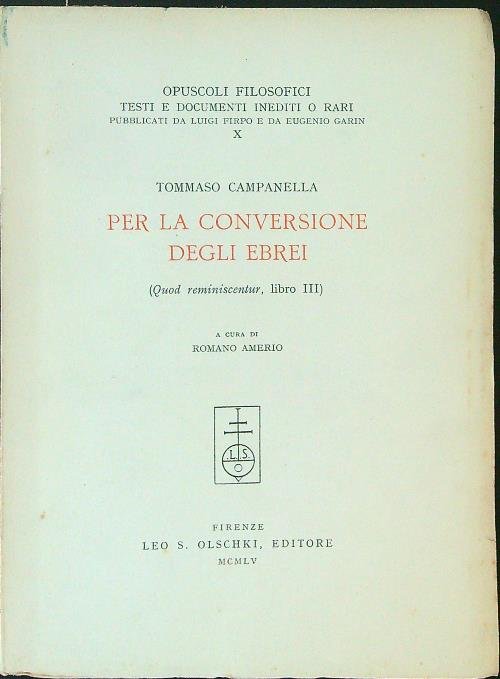 OPUSCOLI FILOSOFICI
TESTI E DOCUMENTI INEDITI O RARI
PUBBLICATI DA LUIGI FIRPO E DA EUGENIO GARIN
X
TOMMASO CAMPANELLA
PER LA CONVERSIONE
DEGLI EBREI
(Quod reminiscentur, libro III)
A CURA DI
ROMANO AMERIO
.L.S.
FIRENZE
LEO S. OLSCHKI, EDITORE
MCMLV